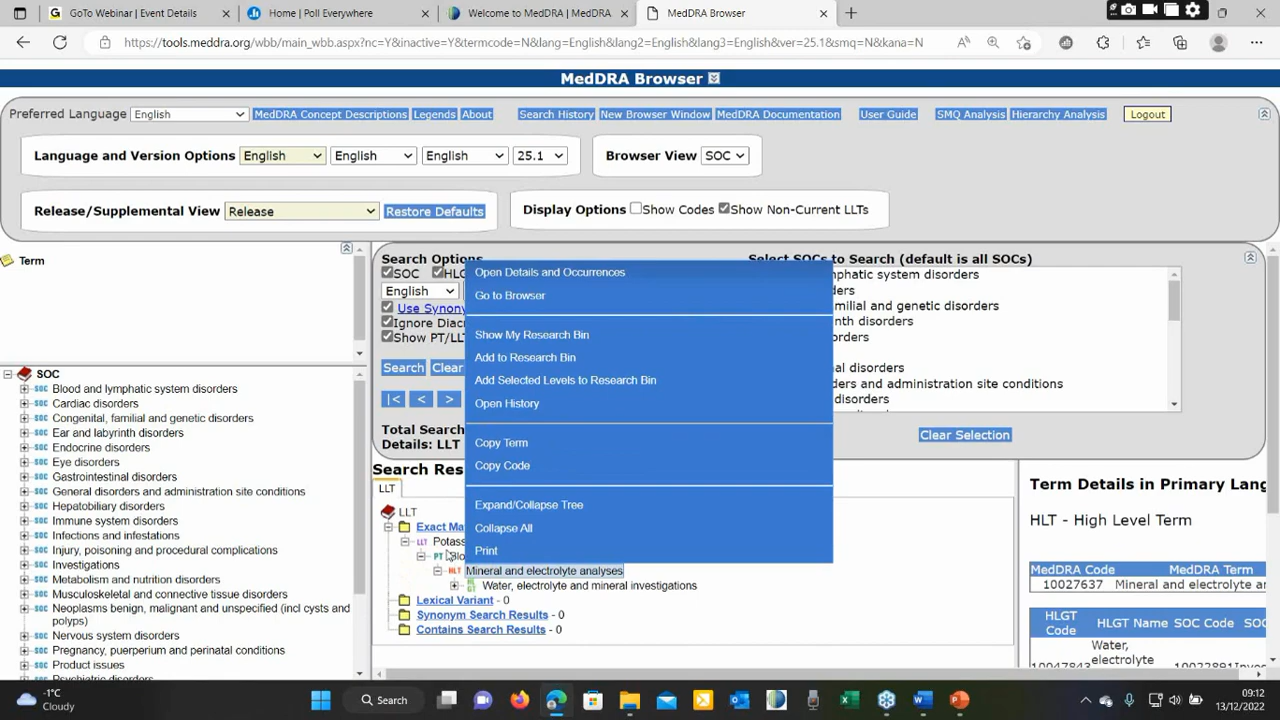 GoTo Webinar | Event Details
Home | Poll Everywhere
Welcome to MedDRA | MedDRA
MedDRA Browser
https://tools.meddra.org/wbb/main_wbb.aspx?nc=Y&inactive=Y&termcode=N&lang=English&lang2=English&lang3=English&ver=25.1&smq=N&kana=N
MedDRA Browser
Preferred Language English MedDRA Concept Descriptions Legends About Search History New Browser Window MedDRA Documentation User Guide SMQ Analysis Hierarchy Analysis Logout
Language and Version Options English English English 25.1 Browser View SOC
Release/Supplemental View Release Restore Defaults Display Options Show Codes Show Non-Current LLTs
Term
SOC
Blood and lymphatic system disorders
Cardiac disorders
Congenital, familial and genetic disorders
Ear and labyrinth disorders
Endocrine disorders
Eye disorders
Gastrointestinal disorders
General disorders and administration site conditions
Hepatobiliary disorders
Immune system disorders
Infections and infestations
Injury, poisoning and procedural complications
Investigations
Metabolism and nutrition disorders
Musculoskeletal and connective tissue disorders
Neoplasms benign, malignant and unspecified (incl cysts and
polyps)
Nervous system disorders
Pregnancy, puerperium and perinatal conditions
Product issues
Psychiatric disorders
Search Options
SOC HLG
English
Use Synony
Ignore Diac
Show PT/LL
Search Clear
|< < >
Total Search
Details: LLT
Search Res
LLT
LLT
Exact Ma
LLT Potass
PT Blo
HLT Mineral and electrolyte analyses
Water, electrolyte and mineral investigations
Lexical Variant - 0
Synonym Search Results - 0
Contains Search Results - 0
Open Details and Occurrences
Go to Browser
Show My Research Bin
Add to Research Bin
Add Selected Levels to Research Bin
Open History
Copy Term
Copy Code
Expand/Collapse Tree
Collapse All
Print
Select SOCs to Search (default is all SOCs)
phatic system disorders
ders
milial and genetic disorders
nth disorders
rders
al disorders
ders and administration site conditions
disorders
Clear Selection
Term Details in Primary Lang
HLT - High Level Term
MedDRA Code MedDRA Term
10027637 Mineral and electrolyte an
HLGT
Code HLGT Name SOC Code SOC
Water,
electrolyte
10047843 10022891 Inves
-1°C
Cloudy
Search
09:12
13/12/2022